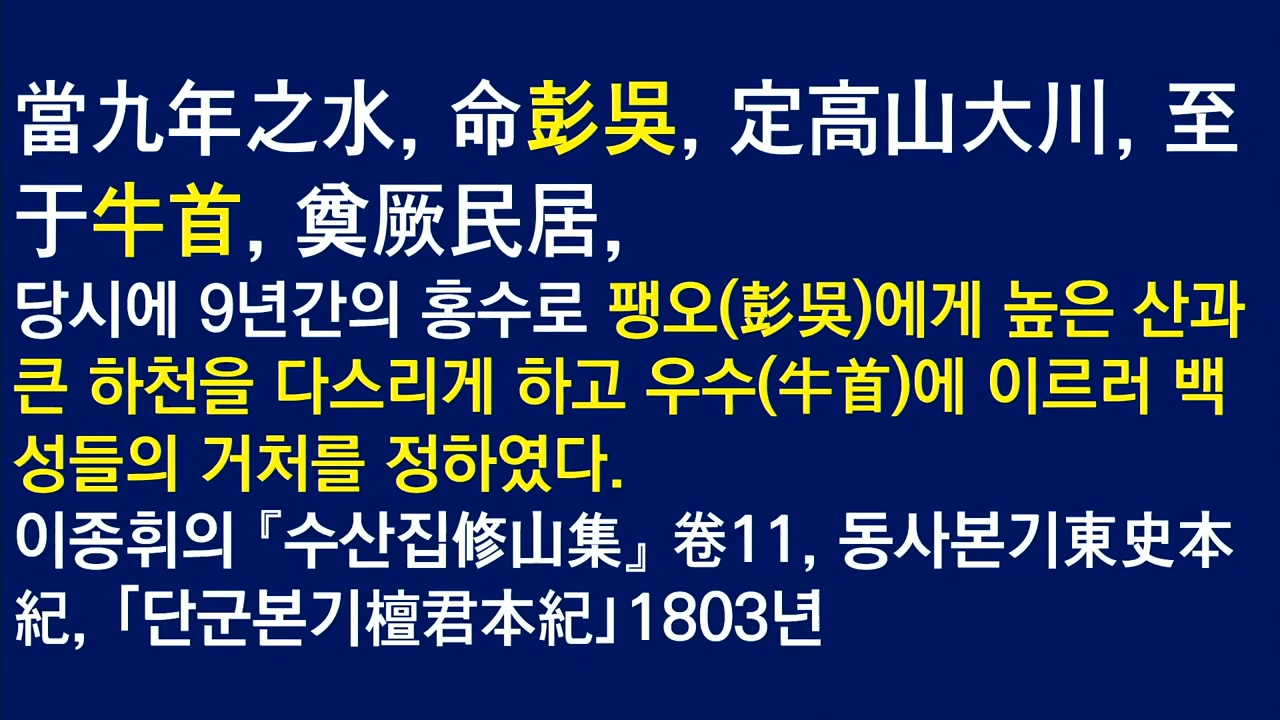 當九年之水, 命彭吳, 定高山大川, 至
于牛首, 奠厥民居,
당시에 9년간의 홍수로 팽오(彭吳)에게 높은 산과
큰 하천을 다스리게 하고 우수(牛首)에 이르러 백
성들의 거처를 정하였다.
이종휘의 『수산집修山集』 卷11, 동사본기東史本
紀, 「단군본기檀君本紀」1803년